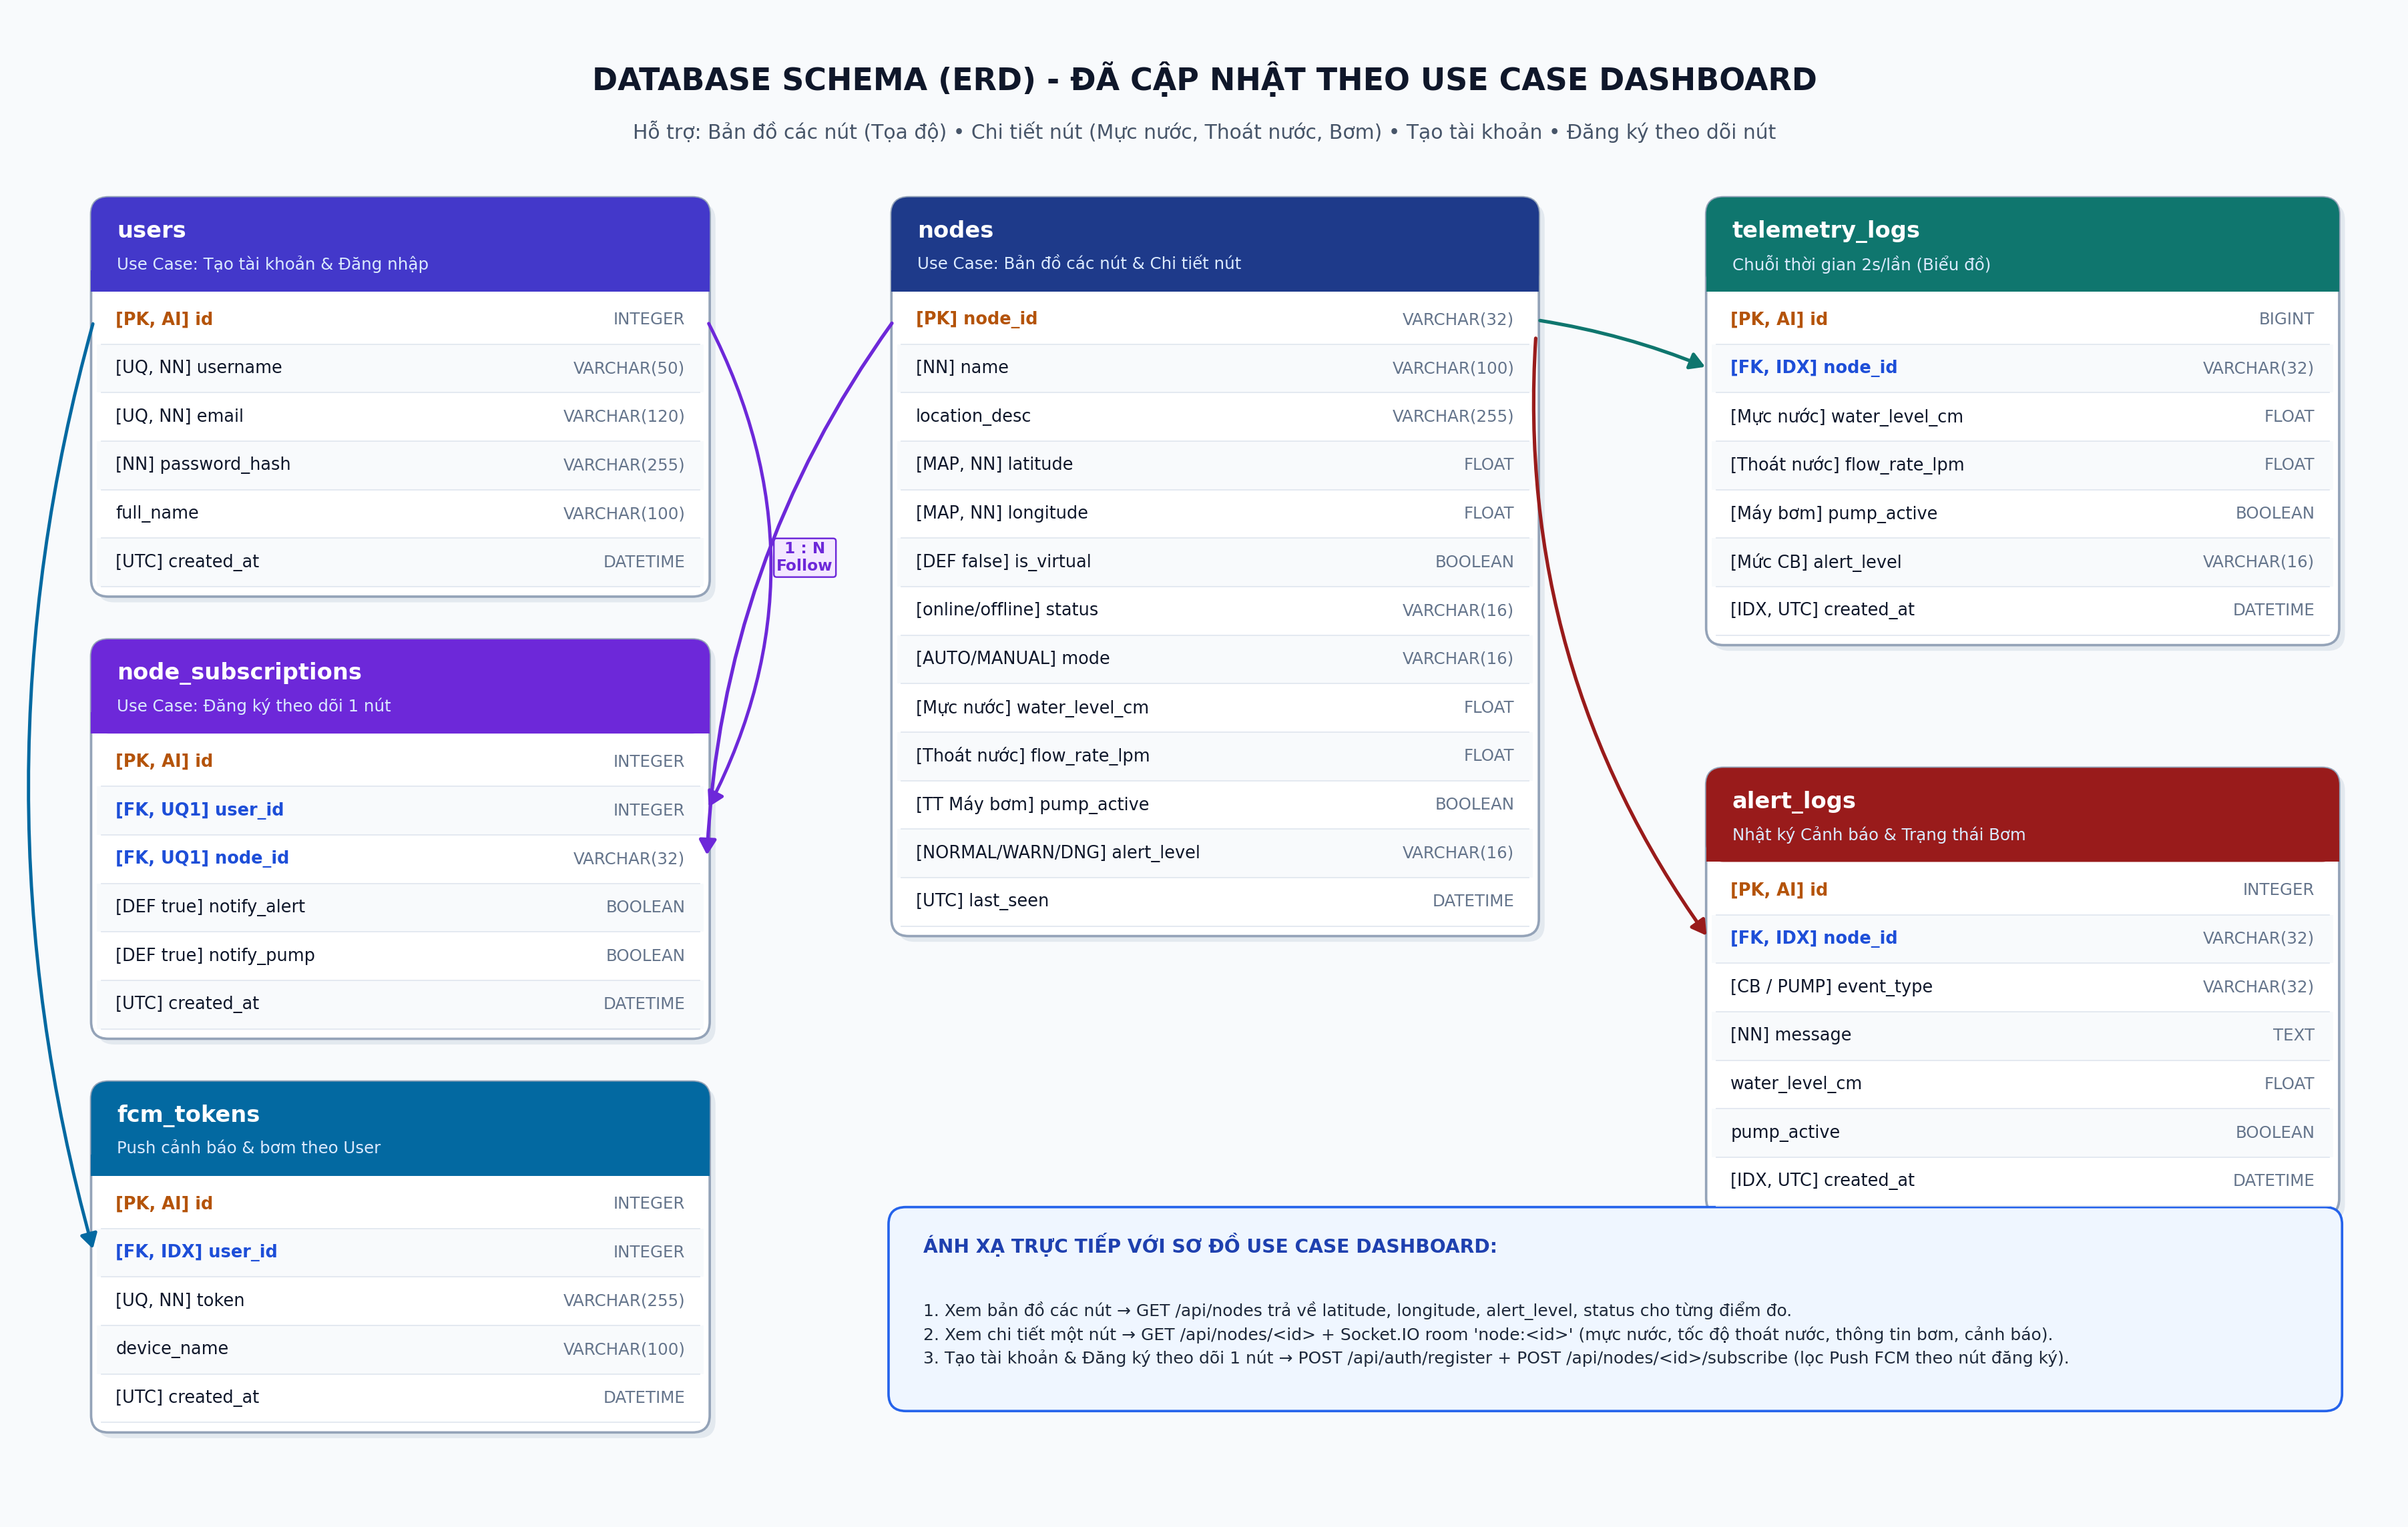 DATABASE SCHEMA (ERD) - ĐÃ CẬP NHẬT THEO USE CASE DASHBOARD
Hỗ trợ: Bản đồ các nút (Tọa độ) • Chi tiết nút (Mực nước, Thoát nước, Bơm) • Tạo tài khoản • Đăng ký theo dõi nút
users
Use Case: Tạo tài khoản & Đăng nhập
[PK, AI] id INTEGER
[UQ, NN] username VARCHAR(50)
[UQ, NN] email VARCHAR(120)
[NN] password_hash VARCHAR(255)
full_name VARCHAR(100)
[UTC] created_at DATETIME
node_subscriptions
Use Case: Đăng ký theo dõi 1 nút
[PK, AI] id INTEGER
[FK, UQ1] user_id INTEGER
[FK, UQ1] node_id VARCHAR(32)
[DEF true] notify_alert BOOLEAN
[DEF true] notify_pump BOOLEAN
[UTC] created_at DATETIME
fcm_tokens
Push cảnh báo & bơm theo User
[PK, AI] id INTEGER
[FK, IDX] user_id INTEGER
[UQ, NN] token VARCHAR(255)
device_name VARCHAR(100)
[UTC] created_at DATETIME
1 : N
Follow
nodes
Use Case: Bản đồ các nút & Chi tiết nút
[PK] node_id VARCHAR(32)
[NN] name VARCHAR(100)
location_desc VARCHAR(255)
[MAP, NN] latitude FLOAT
[MAP, NN] longitude FLOAT
[DEF false] is_virtual BOOLEAN
[online/offline] status VARCHAR(16)
[AUTO/MANUAL] mode VARCHAR(16)
[Mực nước] water_level_cm FLOAT
[Thoát nước] flow_rate_lpm FLOAT
[TT Máy bơm] pump_active BOOLEAN
[NORMAL/WARN/DNG] alert_level VARCHAR(16)
[UTC] last_seen DATETIME
telemetry_logs
Chuỗi thời gian 2s/lần (Biểu đồ)
[PK, AI] id BIGINT
[FK, IDX] node_id VARCHAR(32)
[Mực nước] water_level_cm FLOAT
[Thoát nước] flow_rate_lpm FLOAT
[Máy bơm] pump_active BOOLEAN
[Mức CB] alert_level VARCHAR(16)
[IDX, UTC] created_at DATETIME
alert_logs
Nhật ký Cảnh báo & Trạng thái Bơm
[PK, AI] id INTEGER
[FK, IDX] node_id VARCHAR(32)
[CB / PUMP] event_type VARCHAR(32)
[NN] message TEXT
water_level_cm FLOAT
pump_active BOOLEAN
[IDX, UTC] created_at DATETIME
ÁNH XẠ TRỰC TIẾP VỚI SƠ ĐỒ USE CASE DASHBOARD:
1. Xem bản đồ các nút → GET /api/nodes trả về latitude, longitude, alert_level, status cho từng điểm đo.
2. Xem chi tiết một nút → GET /api/nodes/<id> + Socket.IO room 'node:<id>' (mực nước, tốc độ thoát nước, thông tin bơm, cảnh báo).
3. Tạo tài khoản & Đăng ký theo dõi 1 nút → POST /api/auth/register + POST /api/nodes/<id>/subscribe (lọc Push FCM theo nút đăng ký).